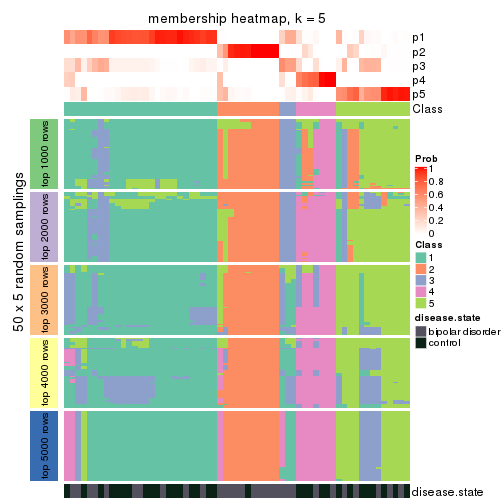 membership heatmap, k = 5
p1
p2
p3
p4
p5
Class
50 x 5 random samplings
top 1000 rows
top 2000 rows
top 3000 rows
top 4000 rows
top 5000 rows
disease.state
Prob
1
0.8
0.6
0.4
0.2
0
Class
1
2
3
4
5
disease.state
bipolar disorder
control